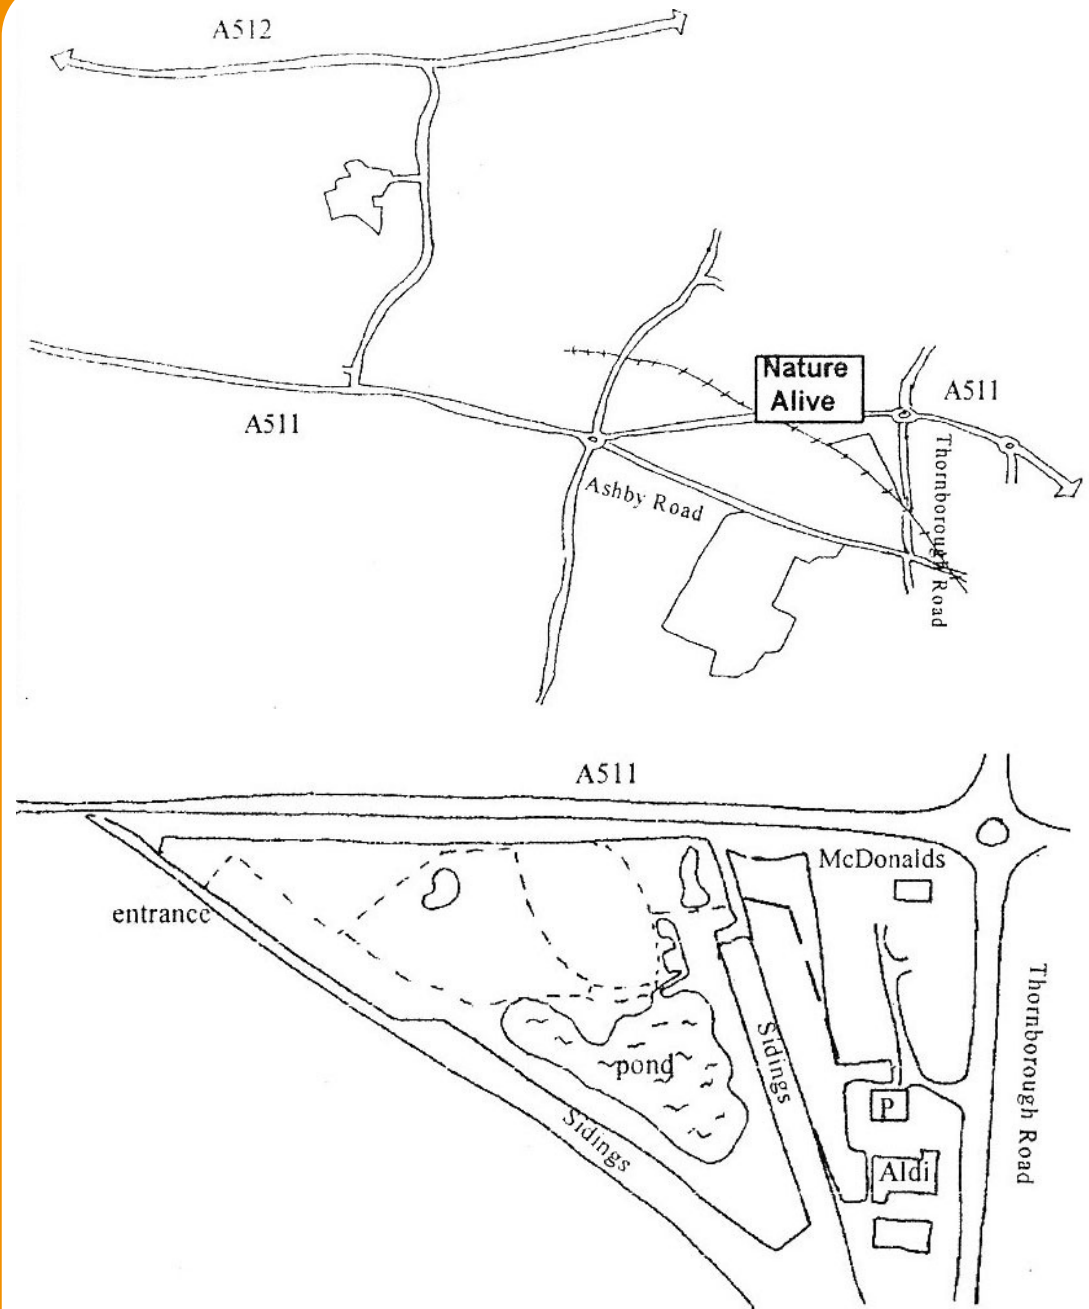 A512
Nature
Alive
A511
A511
Ashby Road
Thornborough Road
A511
McDonalds
entrance
Thornborough Road
Sidings
pond
P
Sidings
Aldi